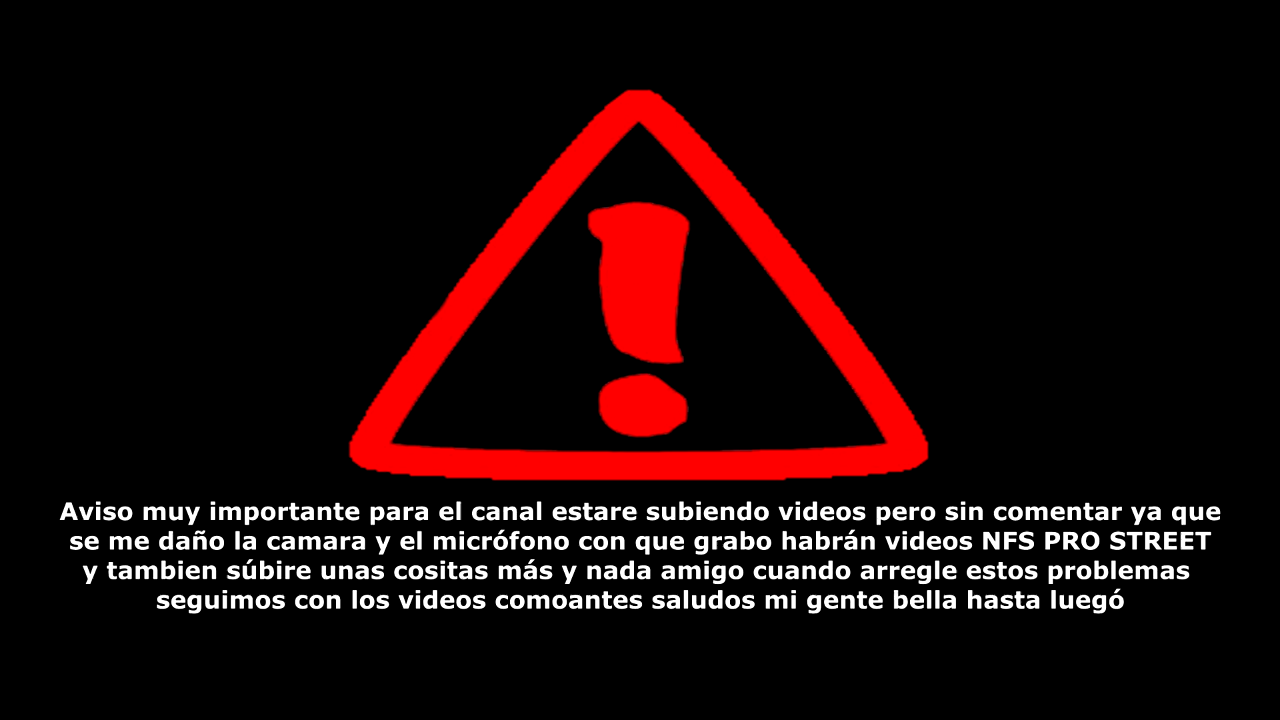 Aviso muy importante para el canal estare subiendo videos pero sin comentar ya que
se me daño la camara y el micrófono con que grabo habrán videos NFS PRO STREET
y tambien súbire unas cositas más y nada amigo cuando arregle estos problemas
seguimos con los videos comoantes saludos mi gente bella hasta luegó